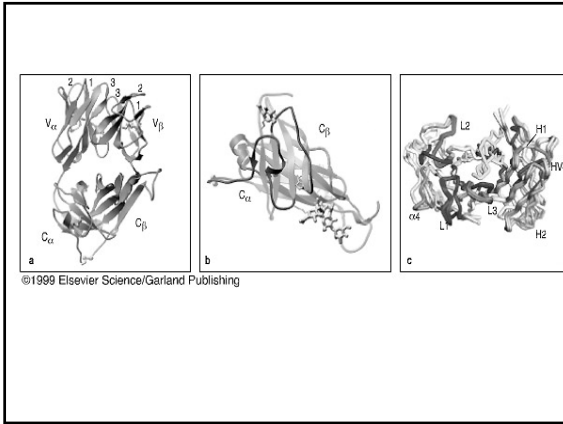 2 1 3 2
3
1
Vα Vβ
Cα Cβ
a
Cβ
Cα
b
L2 H1
HV
α4 L1 L3 H2
c
©1999 Elsevier Science/Garland Publishing